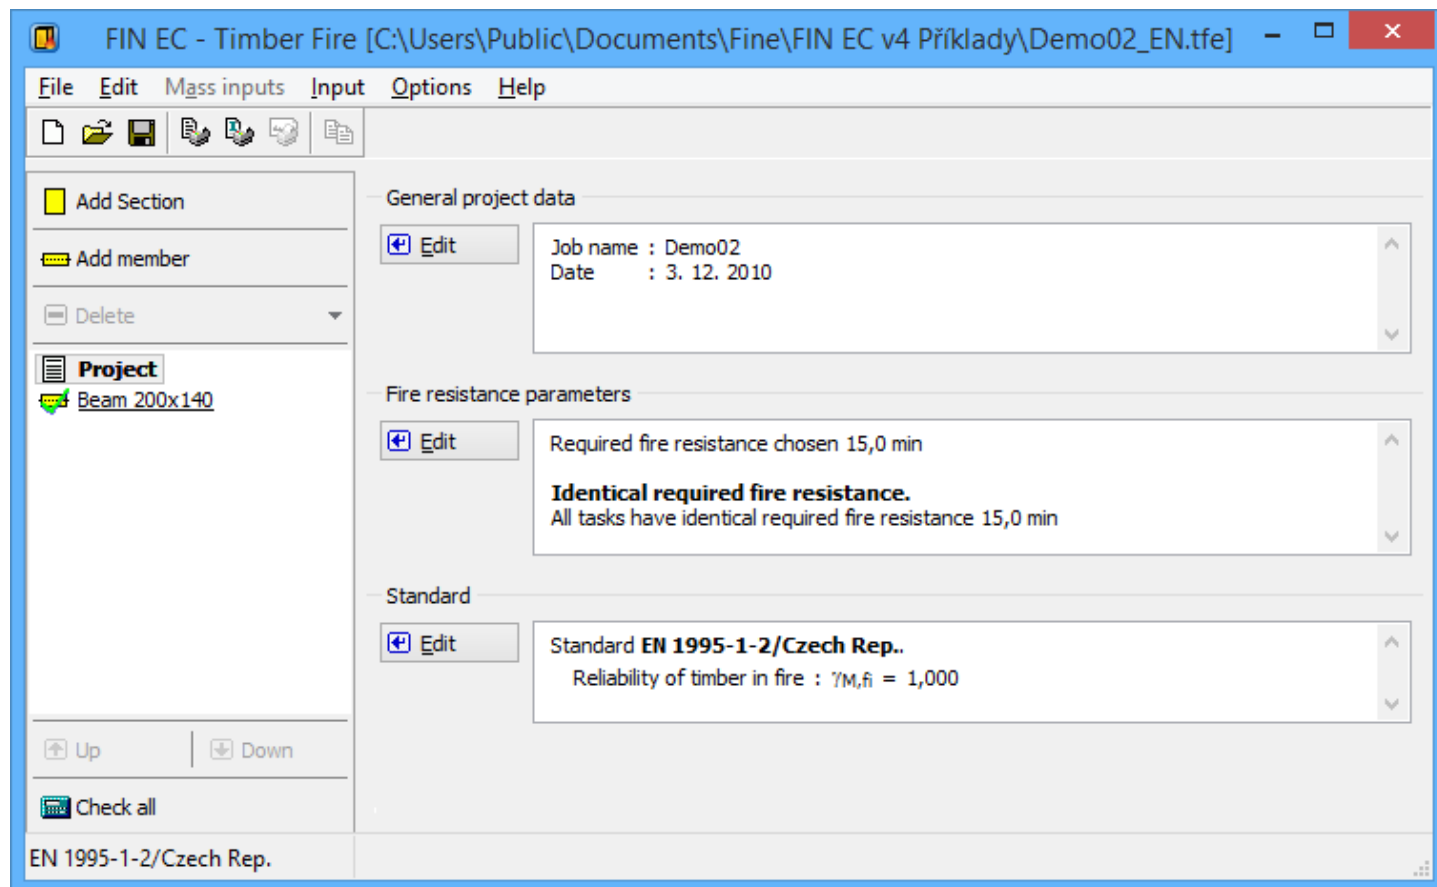 FIN EC - Timber Fire [C:\Users\Public\Documents\Fine\FIN EC v4 Příklady\Demo02_EN.tfe]
File Edit Mass inputs Input Options Help
Add Section
Add member
Delete
Project
Beam 200x140
Up Down
Check all
General project data
Edit
Job name : Demo02
Date : 3. 12. 2010
Fire resistance parameters
Edit
Required fire resistance chosen 15,0 min
Identical required fire resistance.
All tasks have identical required fire resistance 15,0 min
Standard
Edit
Standard EN 1995-1-2/Czech Rep..
Reliability of timber in fire : γM,fi = 1,000
EN 1995-1-2/Czech Rep.